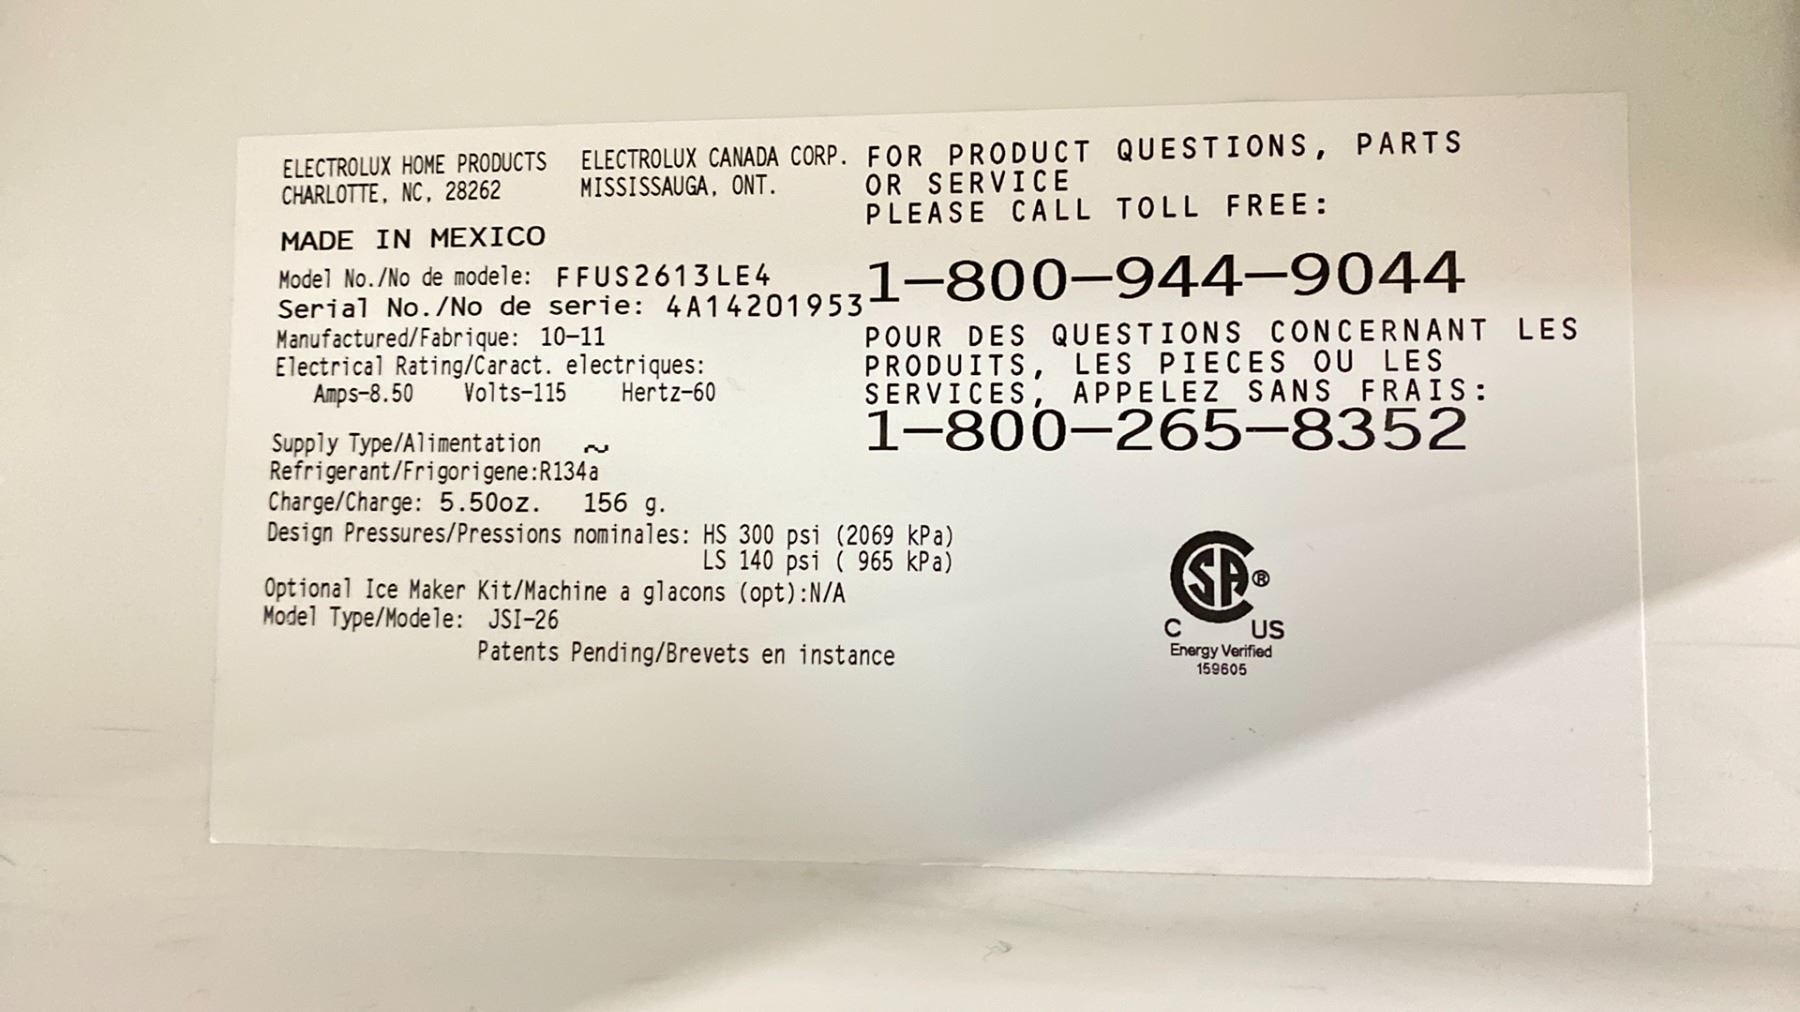 ELECTROLUX HOME PRODUCTS
CHARLOTTE, NC, 28262
ELECTROLUX CANADA CORP.
MISSISSAUGA, ONT.
MADE IN MEXICO
Model No./No de modele: FFUS2613LE4
Serial No./No de serie: 4A14201953
Manufactured/Fabrique: 10-11
Electrical Rating/Caract. electriques:
Amps-8.50 Volts-115 Hertz-60
Supply Type/Alimentation ~
Refrigerant/Frigorigene:R134a
Charge/Charge: 5.50oz. 156 g.
Design Pressures/Pressions nominales: HS 300 psi (2069 kPa)
LS 140 psi ( 965 kPa)
Optional Ice Maker Kit/Machine a glacons (opt):N/A
Model Type/Modele: JSI-26
Patents Pending/Brevets en instance
FOR PRODUCT QUESTIONS, PARTS
OR SERVICE
PLEASE CALL TOLL FREE:
1-800-944-9044
POUR DES QUESTIONS CONCERNANT LES
PRODUITS, LES PIECES OU LES
SERVICES, APPELEZ SANS FRAIS:
1-800-265-8352
CSA®
C US
Energy Verified
159605